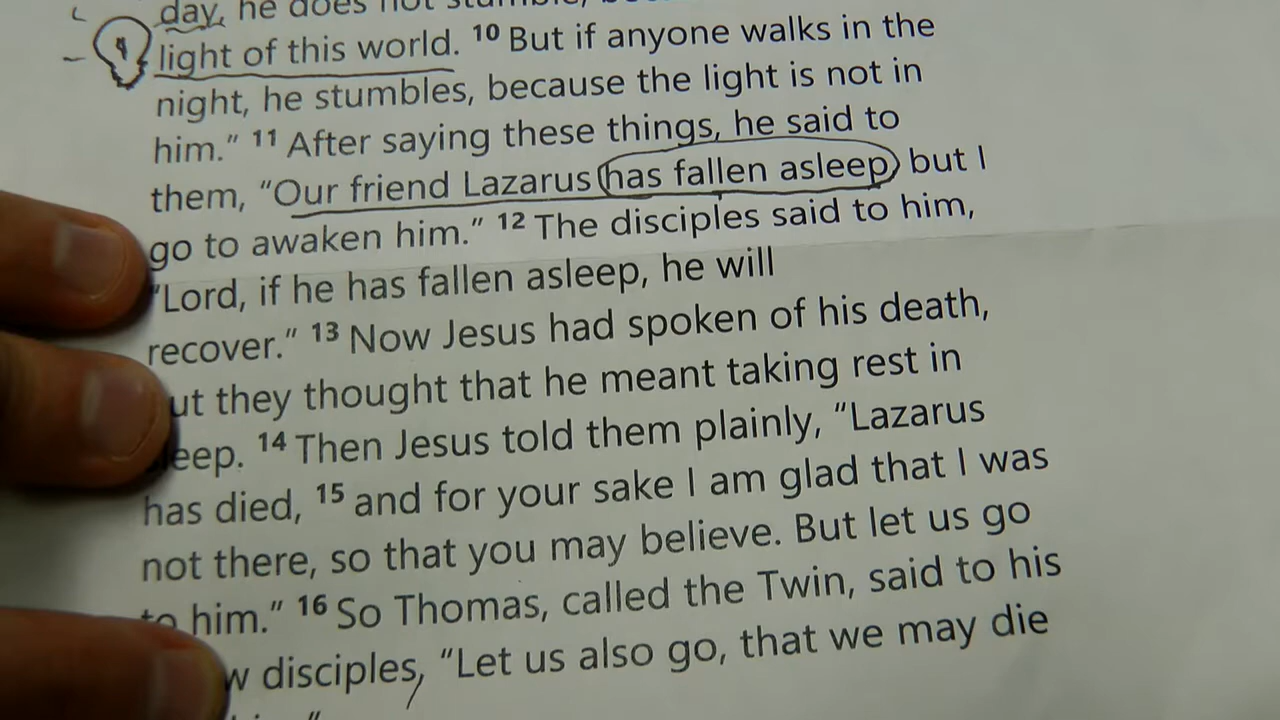 day, he does not stumble,
light of this world. 10 But if anyone walks in the
night, he stumbles, because the light is not in
him.” 11 After saying these things, he said to
them, “Our friend Lazarus has fallen asleep, but I
go to awaken him.” 12 The disciples said to him,
“Lord, if he has fallen asleep, he will
recover.” 13 Now Jesus had spoken of his death,
ut they thought that he meant taking rest in
leep. 14 Then Jesus told them plainly, “Lazarus
has died, 15 and for your sake I am glad that I was
not there, so that you may believe. But let us go
to him.” 16 So Thomas, called the Twin, said to his
w disciples, “Let us also go, that we may die